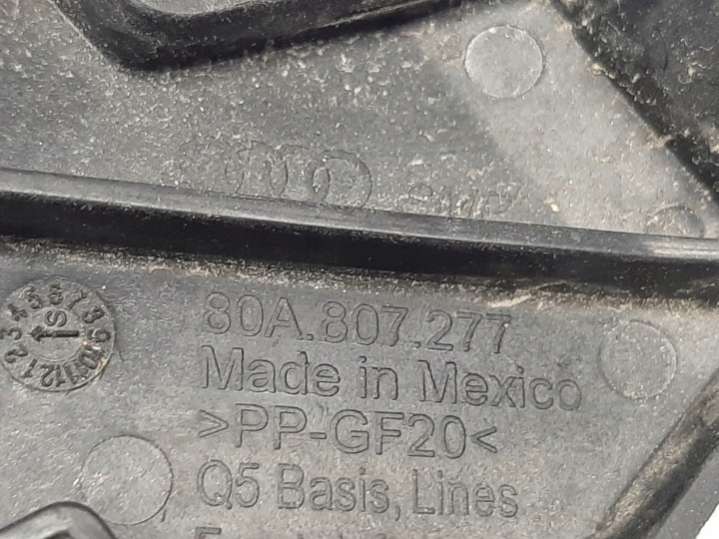 80A.807.277
Made in Mexico
>PP-GF20<
Q5 Basis, Lines